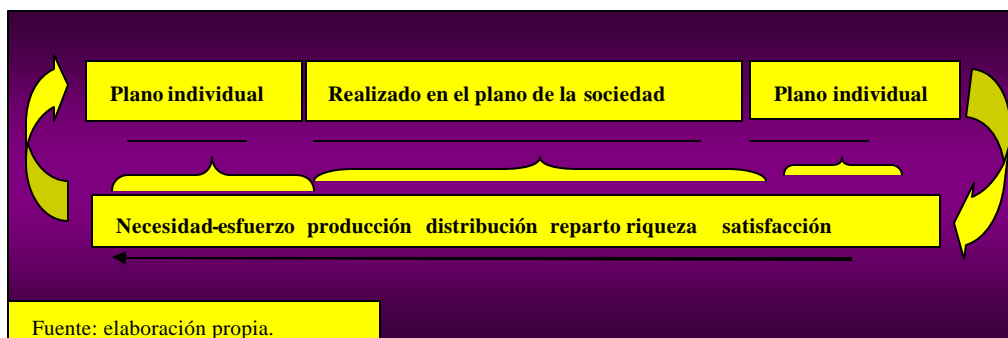 Plano individual Realizado en el plano de la sociedad Plano individual
Necesidad-esfuerzo producción distribución reparto riqueza satisfacción
Fuente: elaboración propia.